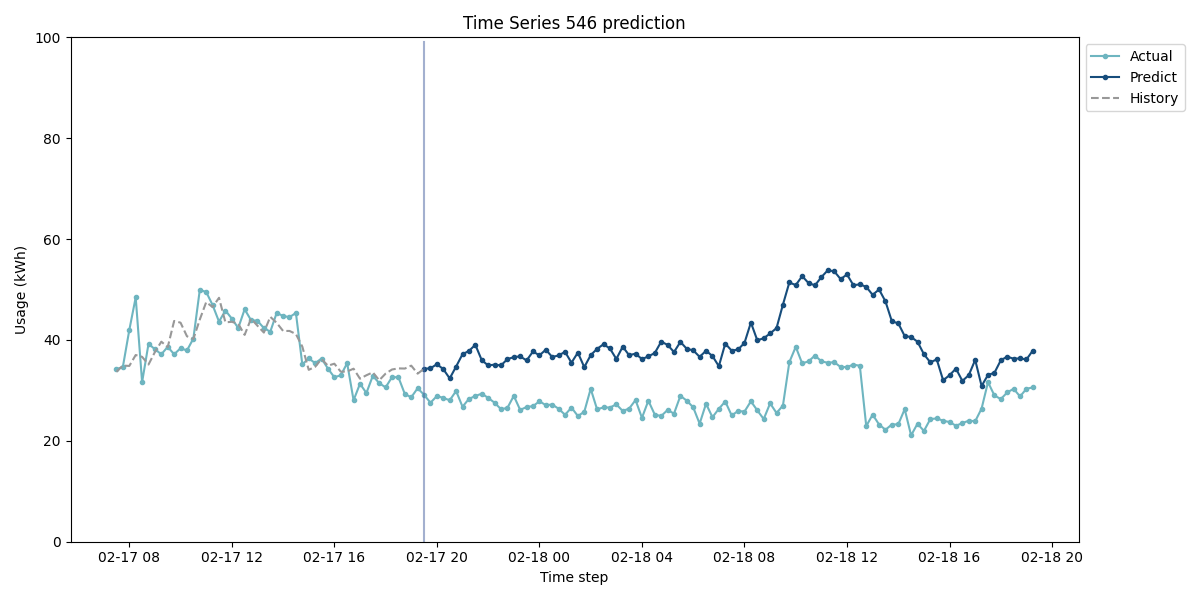 Time Series 546 prediction
100
80
60
40
20
0
Usage (kWh)
02-17 08 02-17 12 02-17 16 02-17 20 02-18 00 02-18 04 02-18 08 02-18 12 02-18 16 02-18 20
Time step
Actual
Predict
History